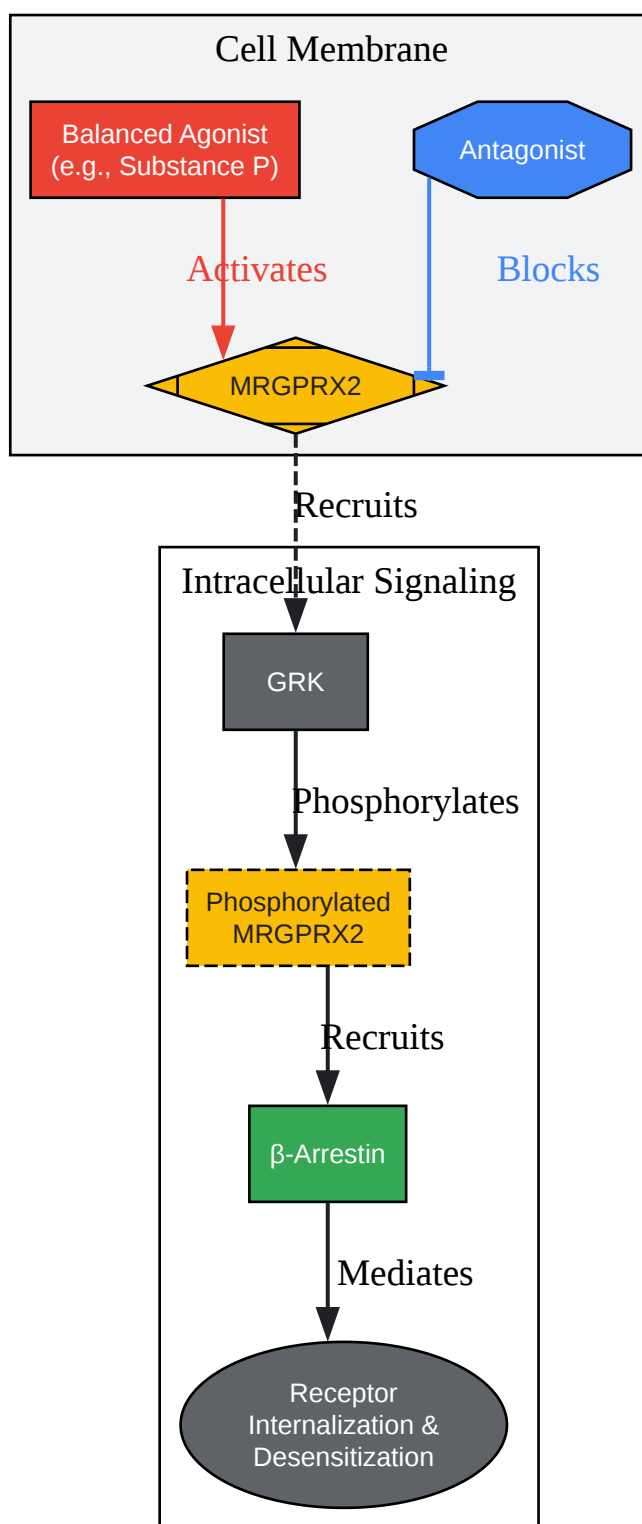 Cell Membrane
Balanced Agonist
(e.g., Substance P)
Antagonist
Activates
Blocks
MRGPRX2
Recruits
Intracellular Signaling
GRK
Phosphorylates
Phosphorylated
MRGPRX2
Recruits
β-Arrestin
Mediates
Receptor
Internalization &
Desensitization